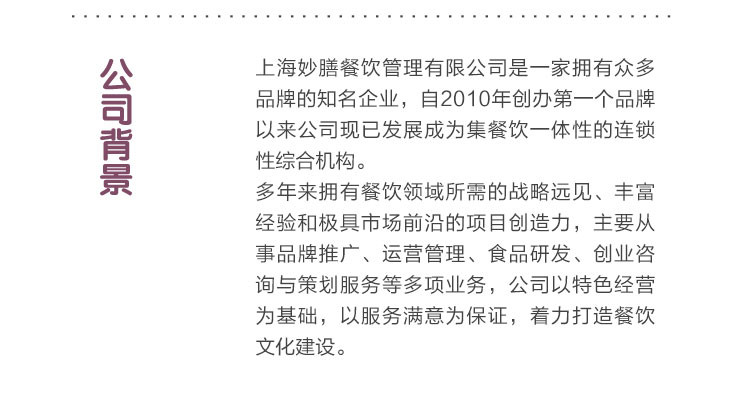 公司背景
上海妙膳餐饮管理有限公司是一家拥有众多
品牌的知名企业，自2010年创办第一个品牌
以来公司现已发展成为集餐饮一体性的连锁
性综合机构。
多年来拥有餐饮领域所需的战略远见、丰富
经验和极具市场前沿的项目创造力，主要从
事品牌推广、运营管理、食品研发、创业咨
询与策划服务等多项业务，公司以特色经营
为基础，以服务满意为保证，着力打造餐饮
文化建设。